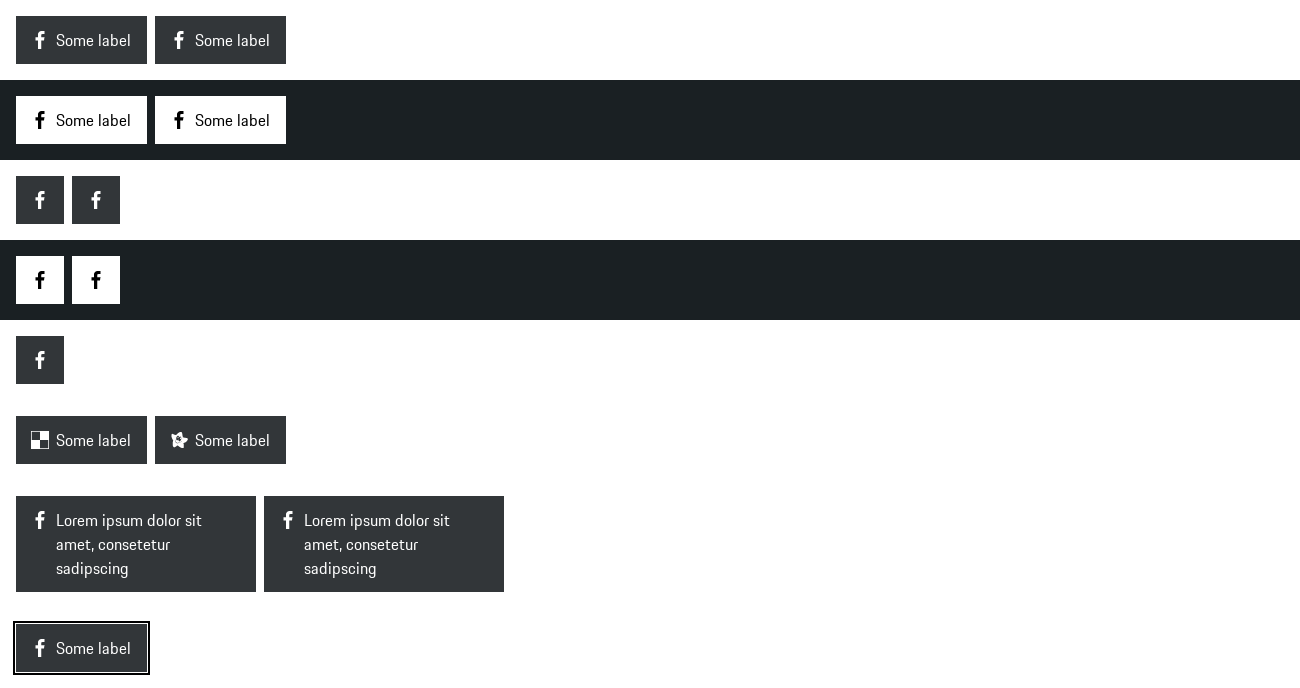 Some label Some label
Some label Some label
Some label Some label
Lorem ipsum dolor sit
amet, consetetur
sadipscing
Lorem ipsum dolor sit
amet, consetetur
sadipscing
Some label